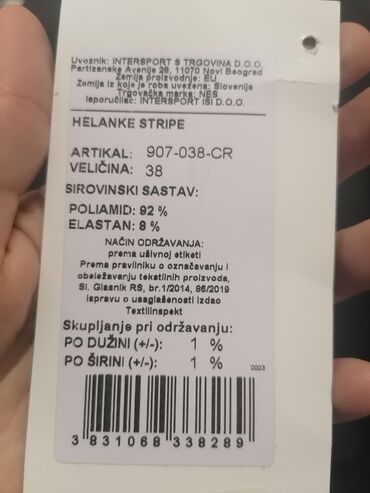 Uvoznik: INTERSPORT S TRGOVINA D.O.O.
Partizanske Avenije 28, 11070 Novi Beograd
Zemlja proizvodnje: EU
Zemlja iz koje je roba uvežena: Slovenija
Trgovačka marka: NES
isporučilac: INTERSPORT ISI D.O.O.
HELANKE STRIPE
ARTIKAL: 907-038-CR
VELIČINA: 38
SIROVINSKI SASTAV:
POLIAMID: 92 %
ELASTAN: 8 %
NAČIN ODRŽAVANJA:
prema ušivnoj etiketi
Prema pravilniku o označavanju i
obeležavanju tekstilnih proizvoda,
Sl. Glasnik RS, br.1/2014, 86/2019
ispravu o usaglašenosti izdao
Textilinspekt
Skupljanje pri održavanju:
PO DUŽINI (+/-): 1 %
PO ŠIRINI (+/-): 1 %
0003
3 831068 338289